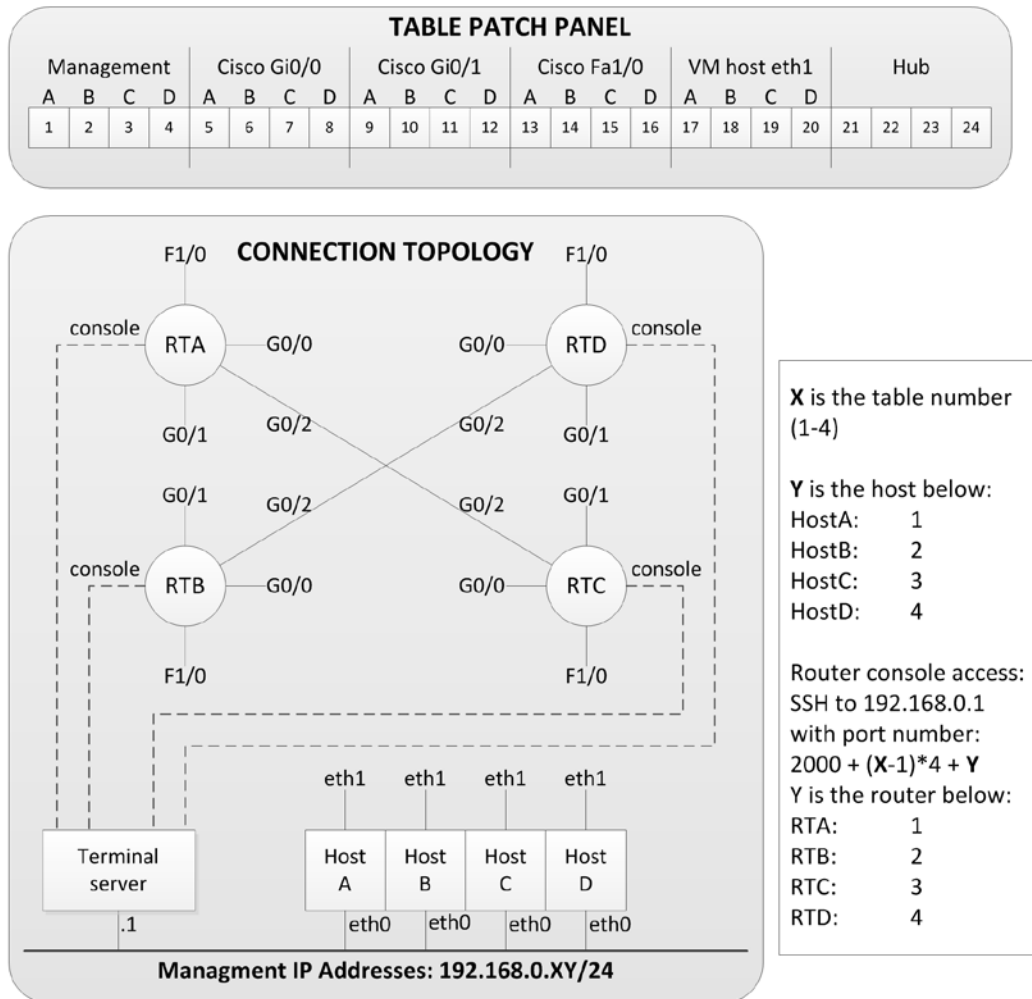 TABLE PATCH PANEL
Management Cisco Gi0/0 Cisco Gi0/1 Cisco Fa1/0 VM host eth1 Hub
A B C D A B C D A B C D A B C D A B C D
1 2 3 4 5 6 7 8 9 10 11 12 13 14 15 16 17 18 19 20 21 22 23 24
F1/0 CONNECTION TOPOLOGY F1/0
console console
RTA G0/0 G0/0 RTD
G0/2 G0/2
G0/1 G0/1
G0/1 G0/1
G0/2 G0/2
console console
RTB G0/0 G0/0 RTC
F1/0 F1/0
eth1 eth1 eth1 eth1
Terminal
server
Host
A
Host
B
Host
C
Host
D
.1 eth0 eth0 eth0 eth0
Managment IP Addresses: 192.168.0.XY/24
X is the table number
(1-4)
Y is the host below:
HostA: 1
HostB: 2
HostC: 3
HostD: 4
Router console access:
SSH to 192.168.0.1
with port number:
2000 + (X-1)*4 + Y
Y is the router below:
RTA: 1
RTB: 2
RTC: 3
RTD: 4